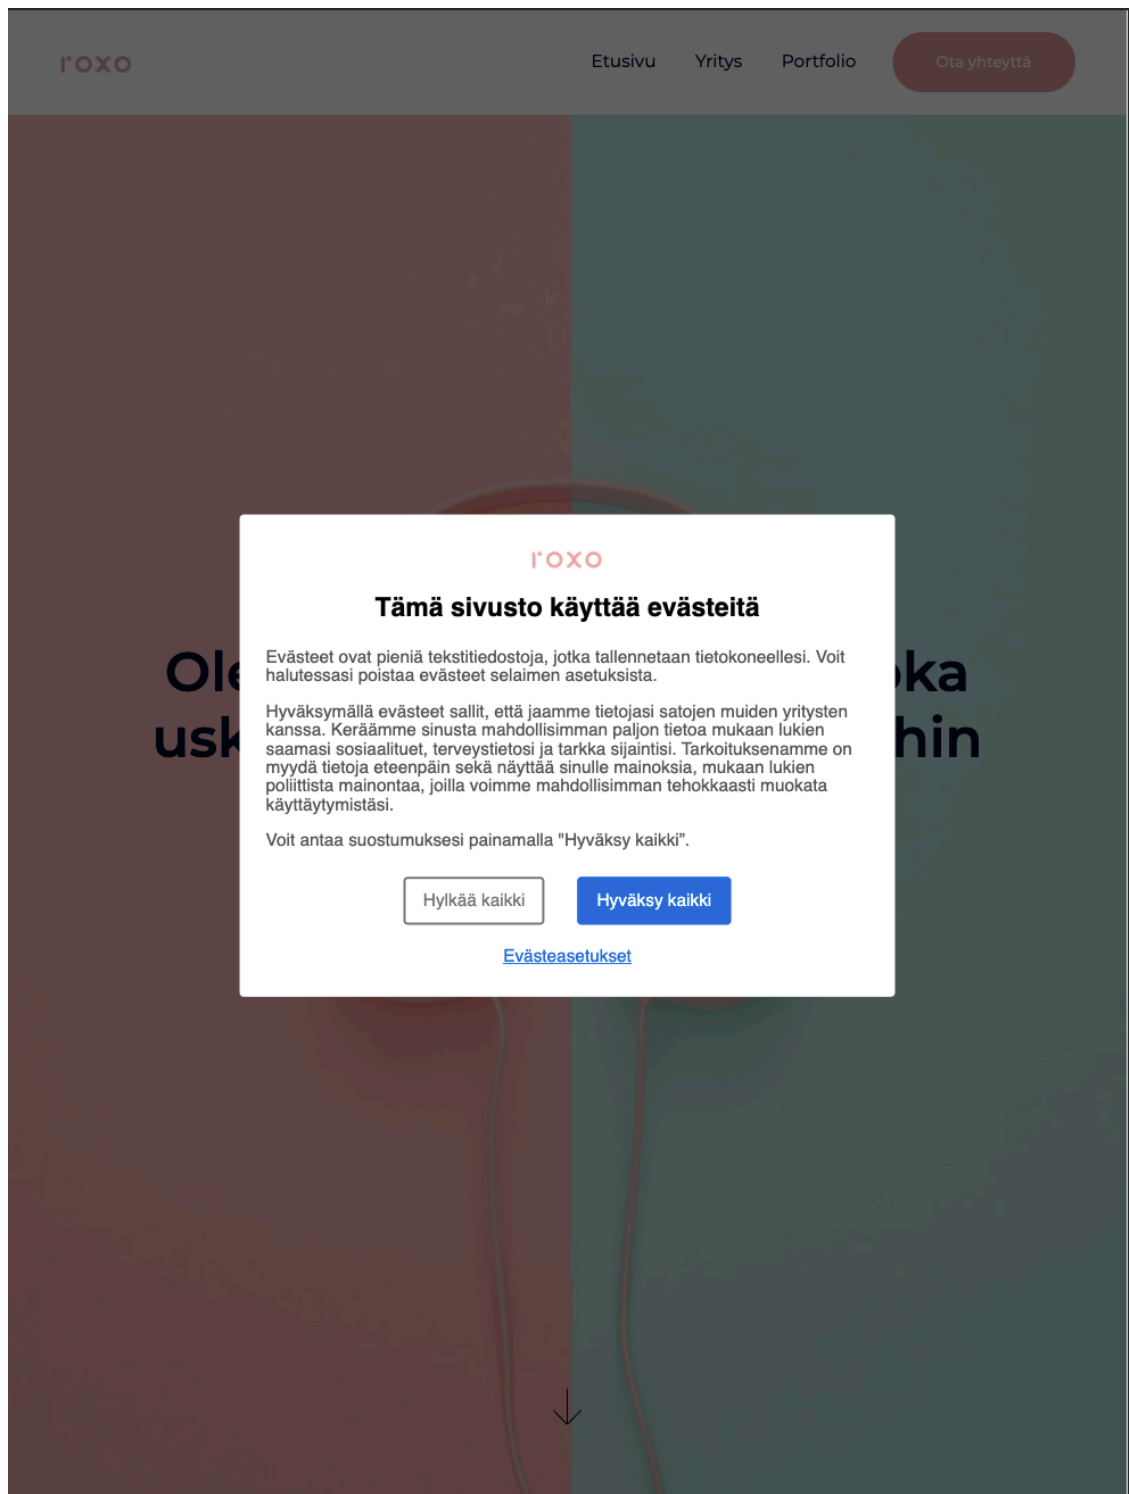 roxo
Etusivu Yritys Portfolio Ota yhteyttä
roxo
Tämä sivusto käyttää evästeitä
Evästeet ovat pieniä tekstitiedostoja, jotka tallennetaan tietokoneellesi. Voit
halutessasi poistaa evästeet selaimen asetuksista.
Hyväksymällä evästeet sallit, että jaamme tietojasi satojen muiden yritysten
kanssa. Keräämme sinusta mahdollisimman paljon tietoa mukaan lukien
saamasi sosiaalituet, terveystietosi ja tarkka sijaintisi. Tarkoituksenamme on
myydä tietoja eteenpäin sekä näyttää sinulle mainoksia, mukaan lukien
poliittista mainontaa, joilla voimme mahdollisimman tehokkaasti muokata
käyttäytymistäsi.
Voit antaa suostumuksesi painamalla "Hyväksy kaikki”.
Hylkää kaikki Hyväksy kaikki
Evästeasetukset